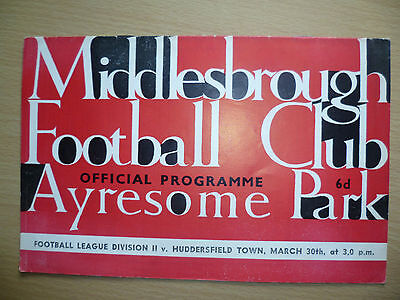 Middlesbrough
Football Club
OFFICIAL PROGRAMME 6d
Ayresome Park
FOOTBALL LEAGUE DIVISION II v. HUDDERSFIELD TOWN, MARCH 30th, at 3.0 p.m.